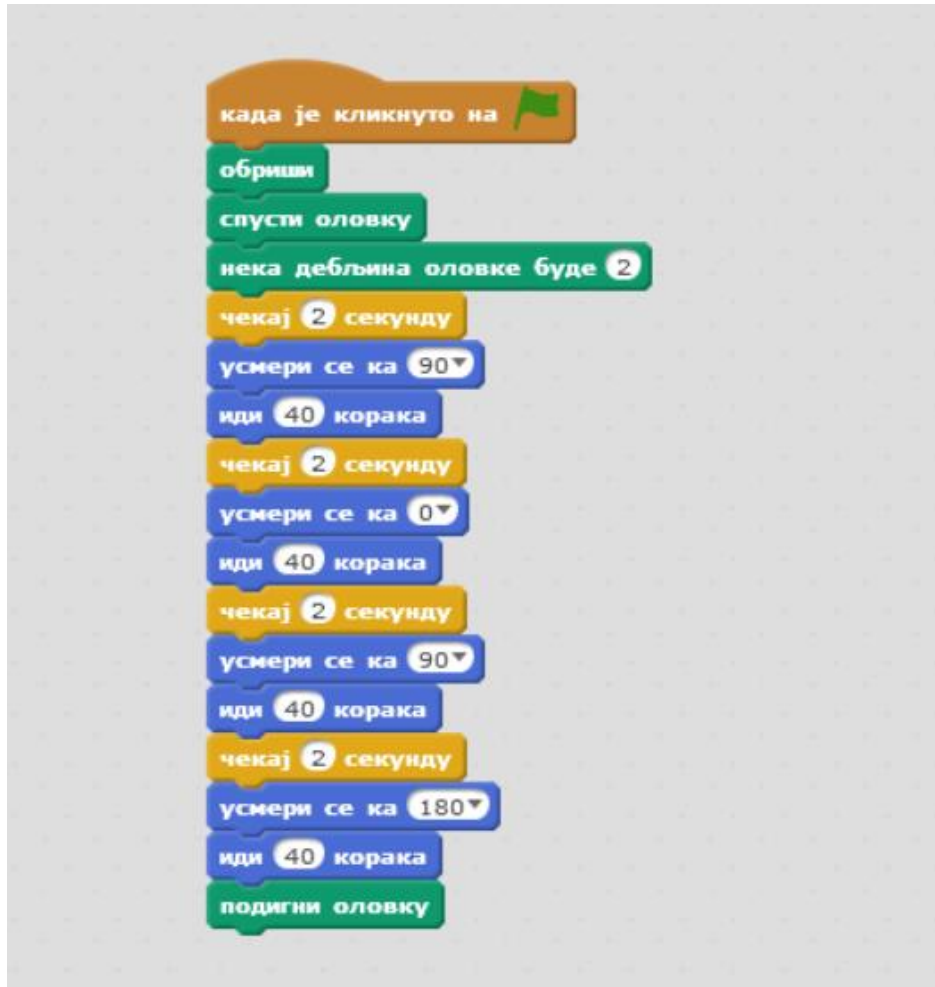 када је кликнуто на
обриши
спусти оловку
нека дебљина оловке буде 2
чекај 2 секунду
усмери се ка 90
иди 40 корака
чекај 2 секунду
усмери се ка 0
иди 40 корака
чекај 2 секунду
усмери се ка 90
иди 40 корака
чекај 2 секунду
усмери се ка 180
иди 40 корака
подигни оловку